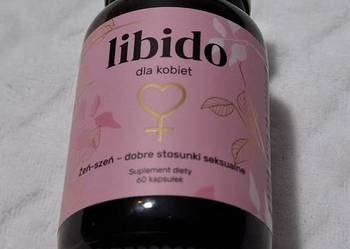 libido
dla kobiet
Żeń-szeń – dobre stosunki seksualne
Suplement diety
60 kapsułek